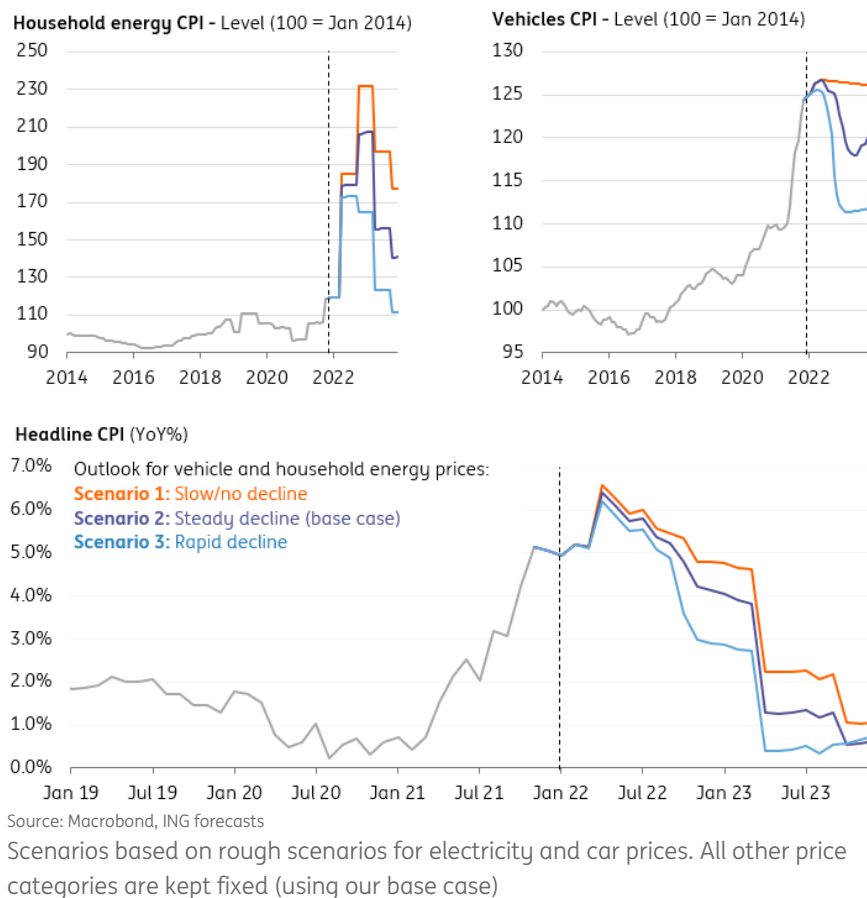 Household energy CPI - Level (100 = Jan 2014)
250
230
210
190
170
150
130
110
90
2014 2016 2018 2020 2022
Vehicles CPI - Level (100 = Jan 2014)
130
125
120
115
110
105
100
95
2014 2016 2018 2020 2022
Headline CPI (YoY%)
7.0%
6.0%
5.0%
4.0%
3.0%
2.0%
1.0%
0.0%
Outlook for vehicle and household energy prices:
Scenario 1: Slow/no decline
Scenario 2: Steady decline (base case)
Scenario 3: Rapid decline
Jan 19 Jul 19 Jan 20 Jul 20 Jan 21 Jul 21 Jan 22 Jul 22 Jan 23 Jul 23
Source: Macrobond, ING forecasts
Scenarios based on rough scenarios for electricity and car prices. All other price
categories are kept fixed (using our base case)